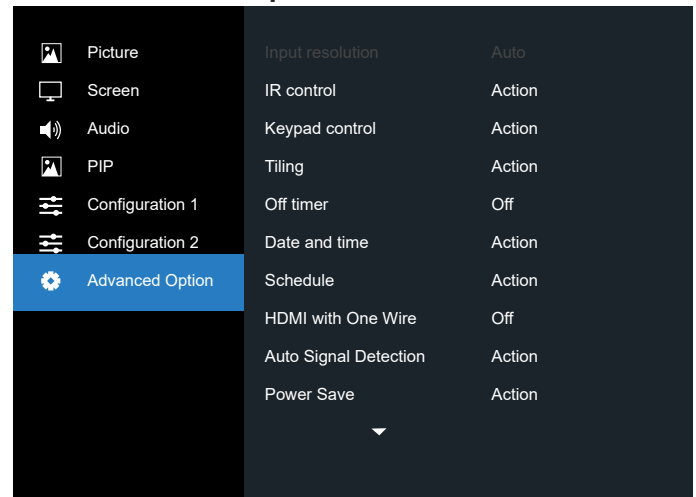 Picture
Screen
Audio
PIP
Configuration 1
Configuration 2
Advanced Option
Input resolution Auto
IR control Action
Keypad control Action
Tiling Action
Off timer Off
Date and time Action
Schedule Action
HDMI with One Wire Off
Auto Signal Detection Action
Power Save Action